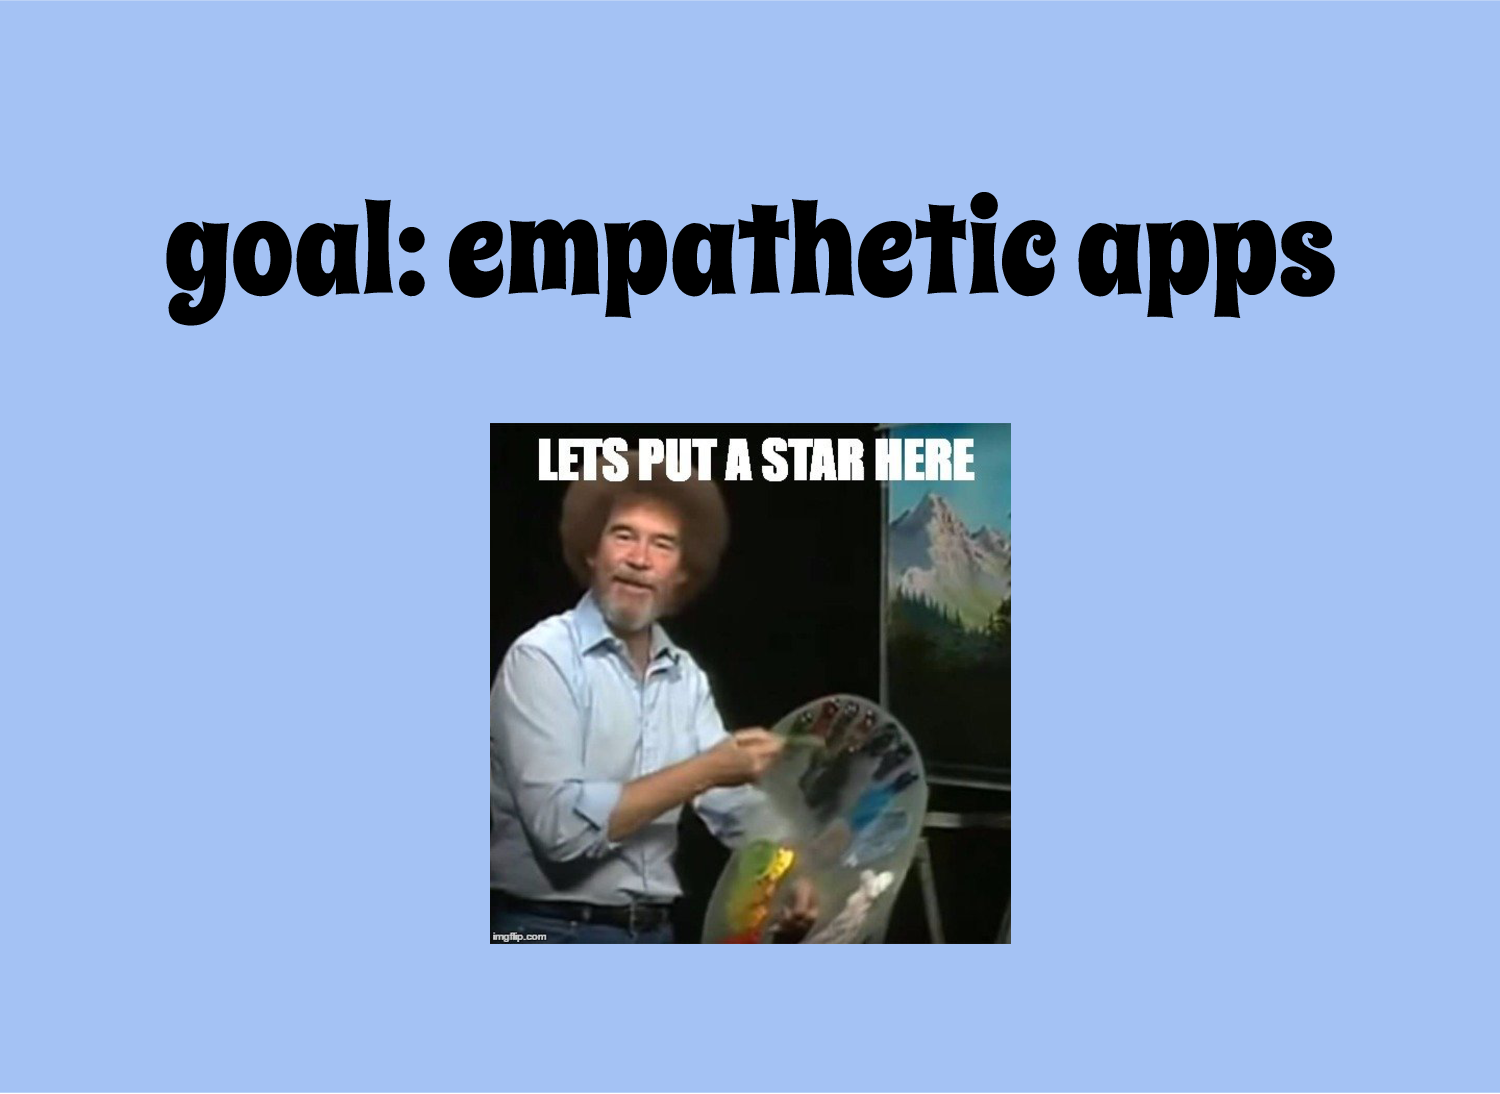 goal: empathetic apps
LETS PUT A STAR HERE
imgflip.com